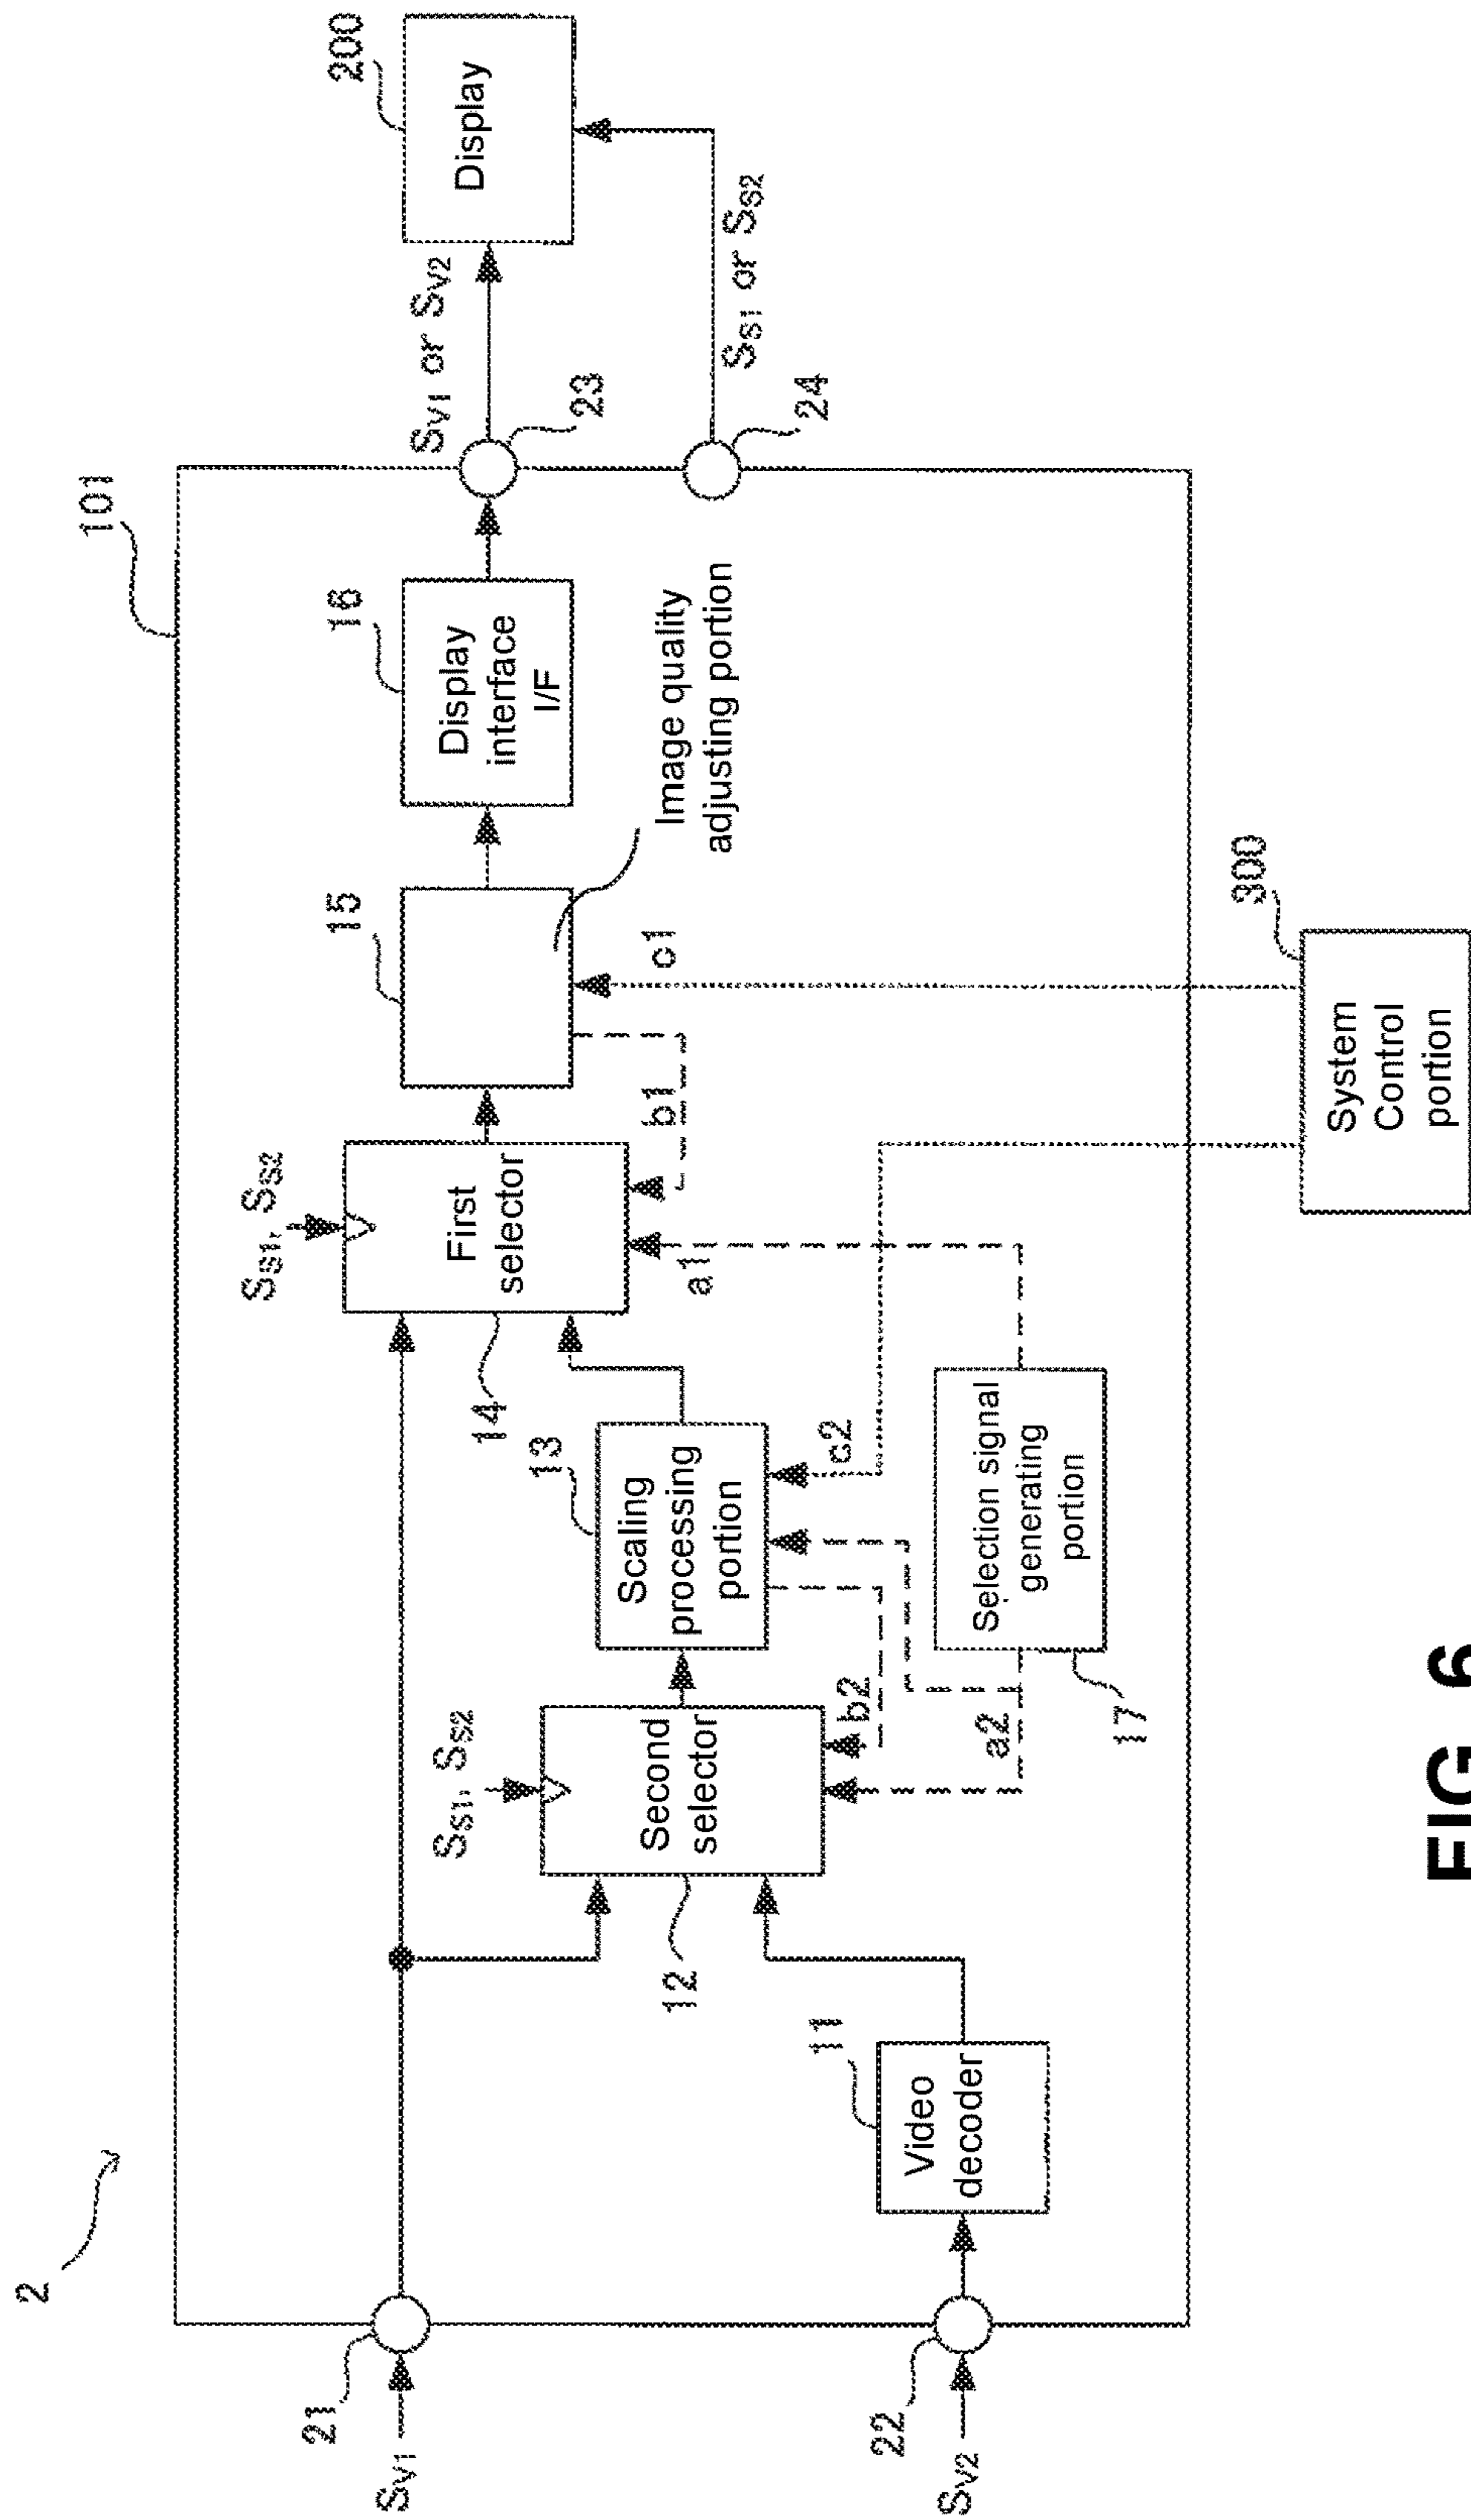 2
101
200
Display
SV1 or SV2
SS1 or SS2
23
24
16
Display
interface
I/F
15
Image quality
adjusting portion
c1
b1
SS1, SS2
First
selector
14
a1
13
Scaling
processing
portion
c2
Selection signal
generating
portion
17
SS1, SS2
Second
selector
12
b2
a2
11
Video
decoder
21
SV1
22
SV2
300
System
Control
portion
FIG 6